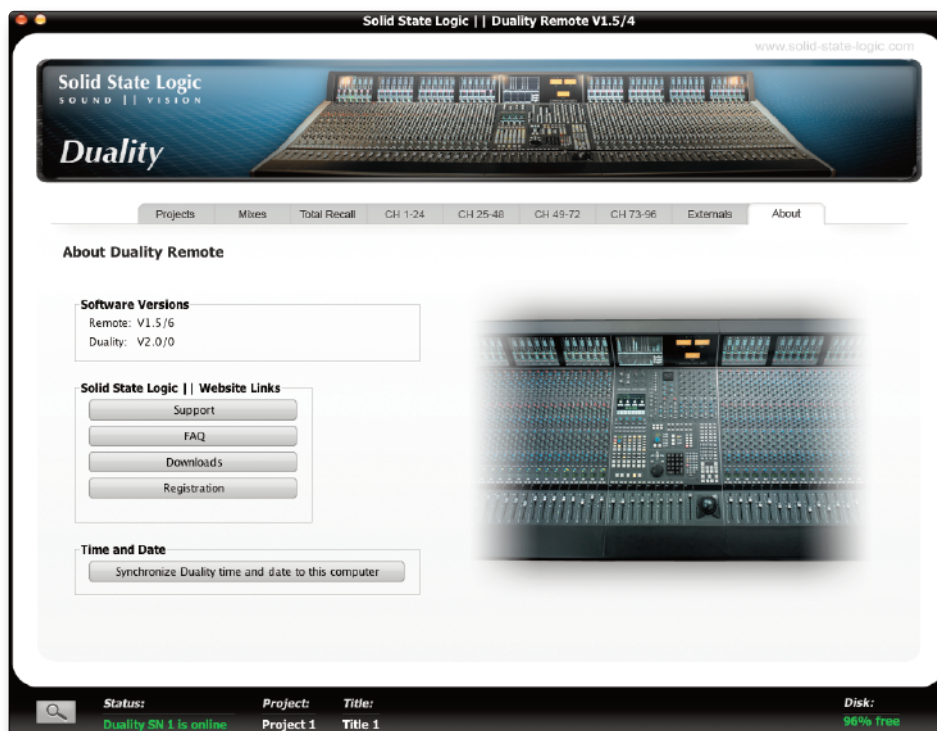 Solid State Logic || Duality Remote V1.5/4
www.solid-state-logic.com
Solid State Logic
SOUND || VISION
Duality
Projects Mixes Total Recall CH 1-24 CH 25-48 CH 49-72 CH 73-96 Externals About
About Duality Remote
Software Versions
Remote: V1.5/6
Duality: V2.0/0
Solid State Logic || Website Links
Support
FAQ
Downloads
Registration
Time and Date
Synchronize Duality time and date to this computer
Status: Project: Title: Disk:
Duality SN 1 is online Project 1 Title 1 96% free